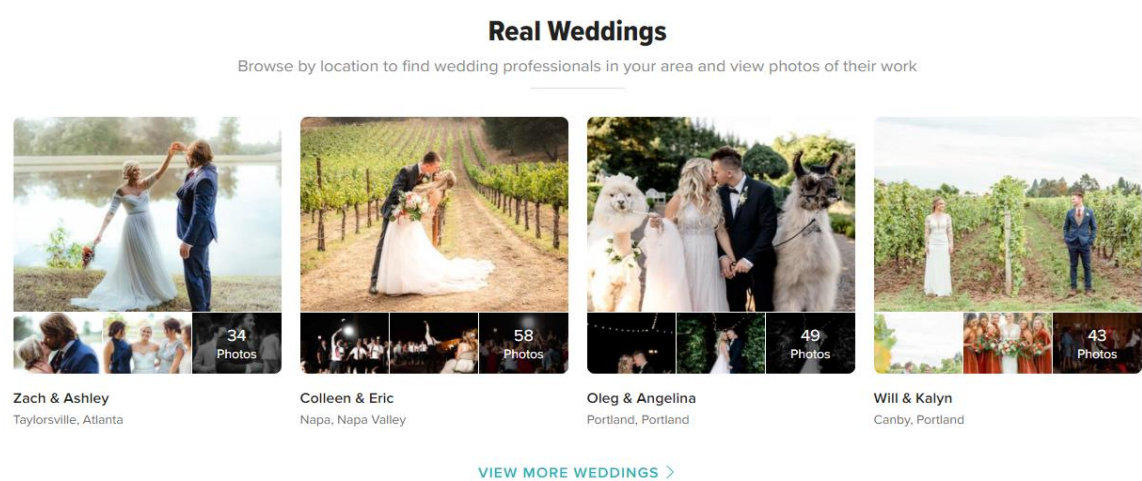 Real Weddings
Browse by location to find wedding professionals in your area and view photos of their work
34
Photos
58
Photos
49
Photos
43
Photos
Zach & Ashley
Taylorsville, Atlanta
Colleen & Eric
Napa, Napa Valley
Oleg & Angelina
Portland, Portland
Will & Kalyn
Canby, Portland
VIEW MORE WEDDINGS